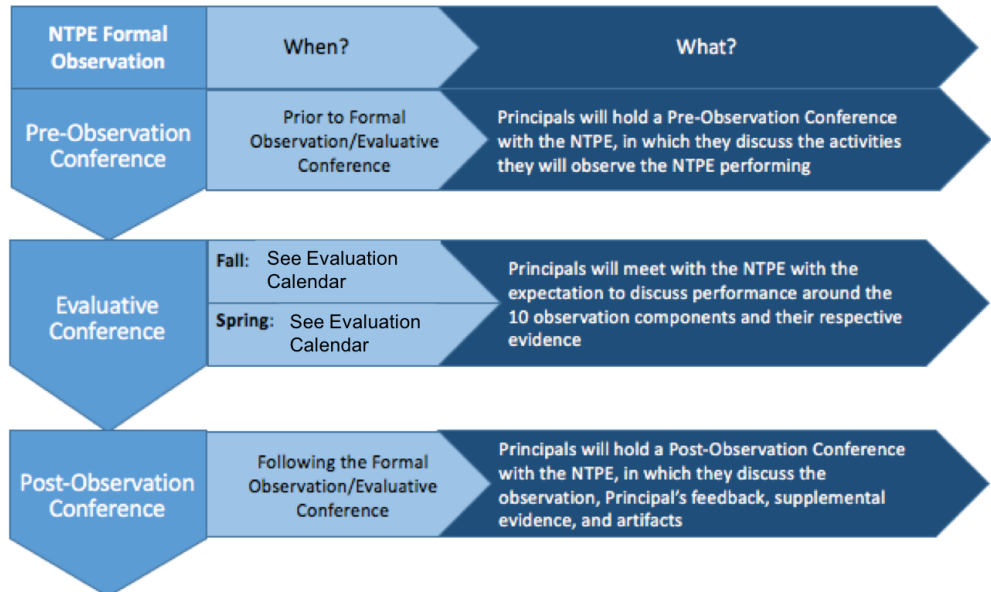 NTPE Formal
Observation
When?
What?
Pre-Observation
Conference
Prior to Formal
Observation/Evaluative
Conference
Principals will hold a Pre-Observation Conference
with the NTPE, in which they discuss the activities
they will observe the NTPE performing
Evaluative
Conference
Fall: See Evaluation
Calendar
Spring: See Evaluation
Calendar
Principals will meet with the NTPE with the
expectation to discuss performance around the
10 observation components and their respective
evidence
Post-Observation
Conference
Following the Formal
Observation/Evaluative
Conference
Principals will hold a Post-Observation Conference
with the NTPE, in which they discuss the
observation, Principal's feedback, supplemental
evidence, and artifacts